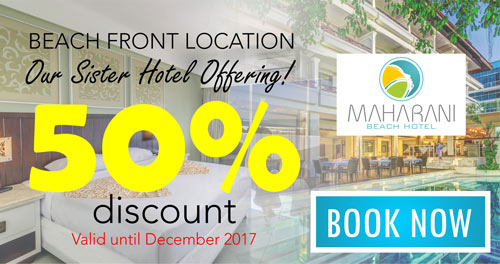 BEACH FRONT LOCATION
Our Sister Hotel Offering!
50%
discount
Valid until December 2017
MAHARANI
BEACH HOTEL
BOOK NOW